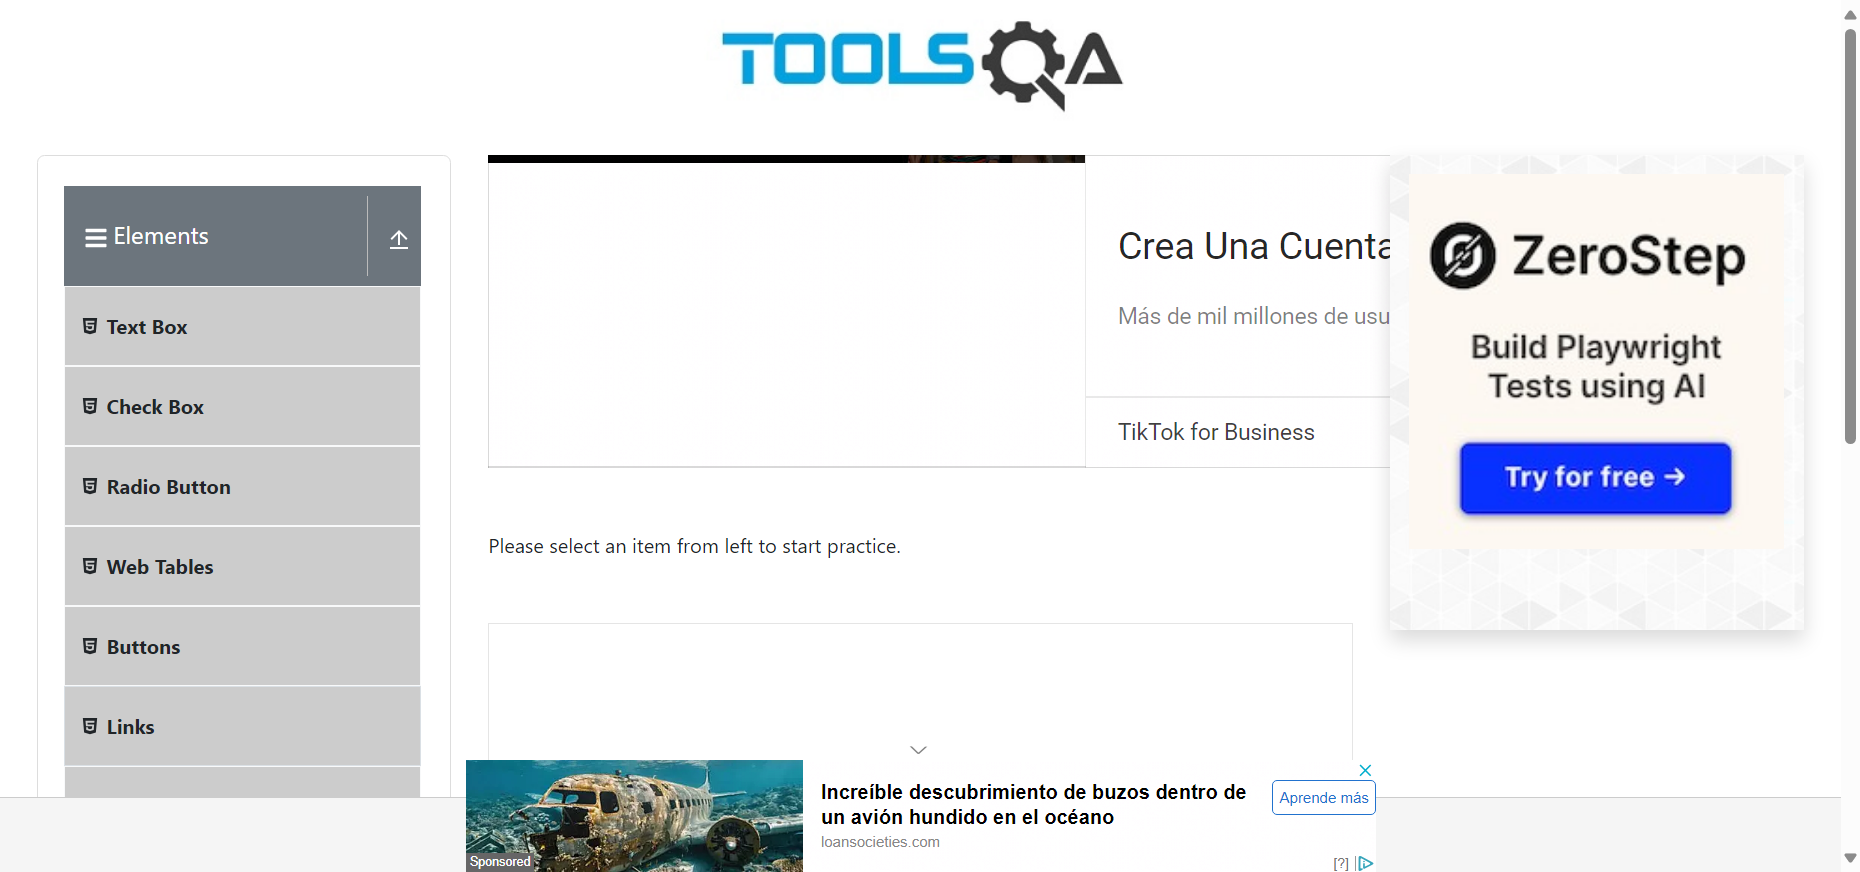 TOOLSQA
Elements
Text Box
Check Box
Radio Button
Web Tables
Buttons
Links
Crea Una Cuenta
Más de mil millones de usu
TikTok for Business
Please select an item from left to start practice.
ZeroStep
Build Playwright
Tests using AI
Try for free →
Increíble descubrimiento de buzos dentro de
un avión hundido en el océano
loansocieties.com
Aprende más
Sponsored
[?]